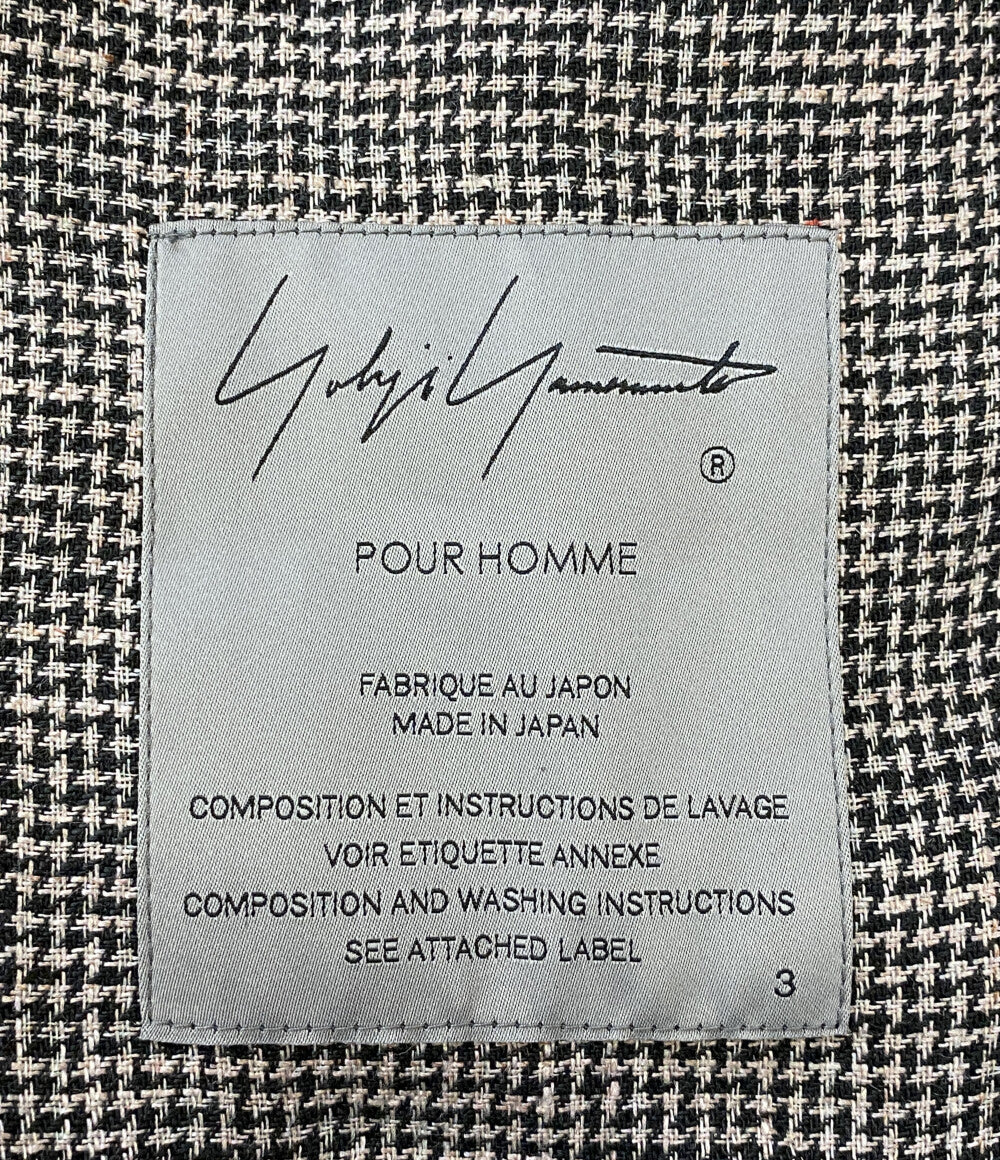 Yohji Yamamoto
®
POUR HOMME
FABRIQUE AU JAPON
MADE IN JAPAN
COMPOSITION ET INSTRUCTIONS DE LAVAGE
VOIR ETIQUETTE ANNEXE
COMPOSITION AND WASHING INSTRUCTIONS
SEE ATTACHED LABEL
3